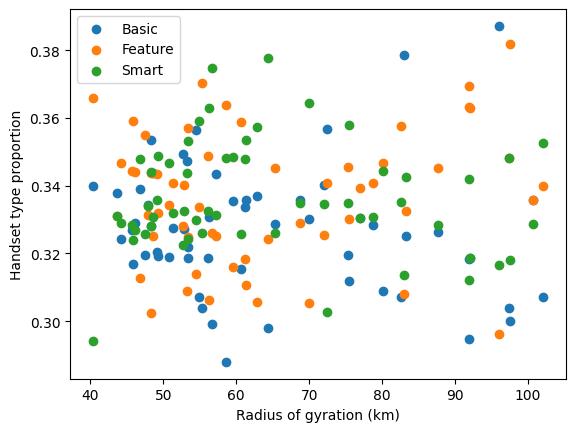 Basic
Feature
Smart
0.38
0.36
0.34
0.32
0.30
Handset type proportion
40 50 60 70 80 90 100
Radius of gyration (km)